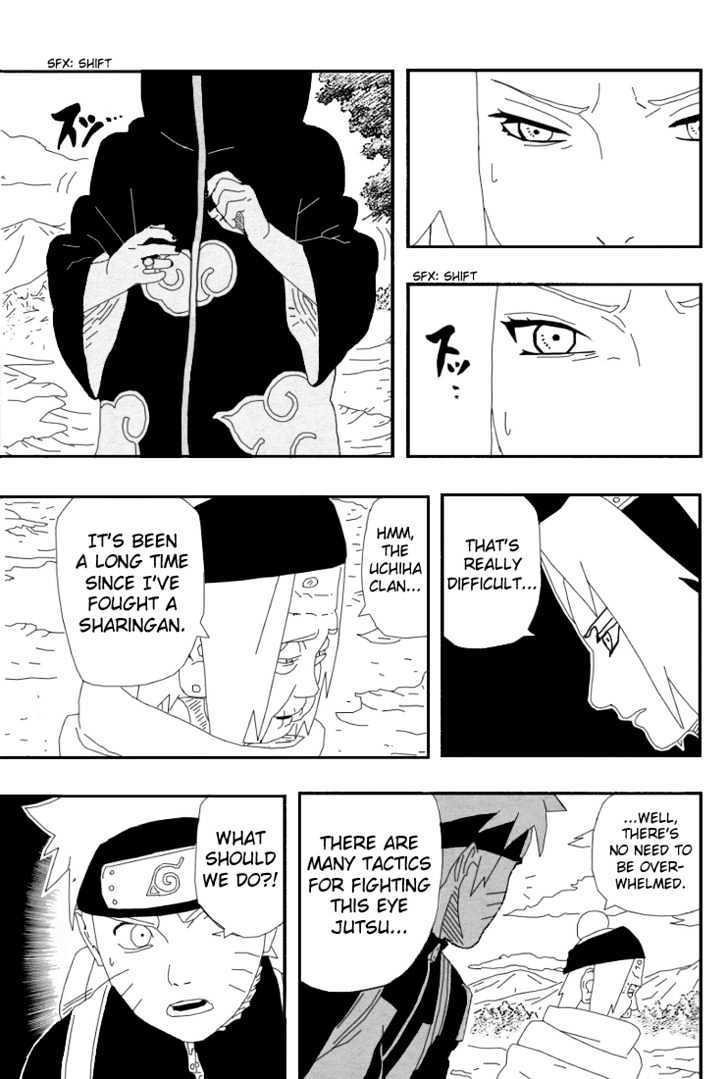 SFX: SHIFT
ズッ…
SFX: SHIFT
スッ…
THAT'S
REALLY
DIFFICULT...
HMM,
THE
UCHIHA
CLAN...
IT'S BEEN
A LONG TIME
SINCE I'VE
FOUGHT A
SHARINGAN.
...WELL,
THERE'S
NO NEED TO
BE OVER-
WHELMED.
THERE ARE
MANY TACTICS
FOR FIGHTING
THIS EYE
JUTSU...
WHAT
SHOULD
WE DO?!